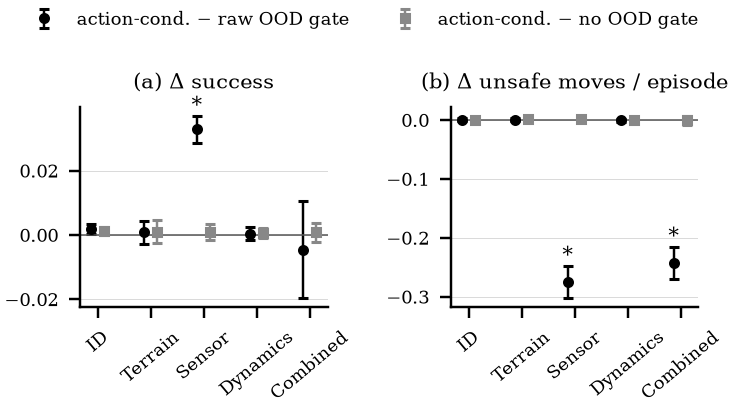 action-cond. − raw OOD gate
action-cond. − no OOD gate
(a) Δ success
*
0.02
0.00
−0.02
ID
Terrain
Sensor
Dynamics
Combined
(b) Δ unsafe moves / episode
0.0
−0.1
−0.2
−0.3
*
*
ID
Terrain
Sensor
Dynamics
Combined